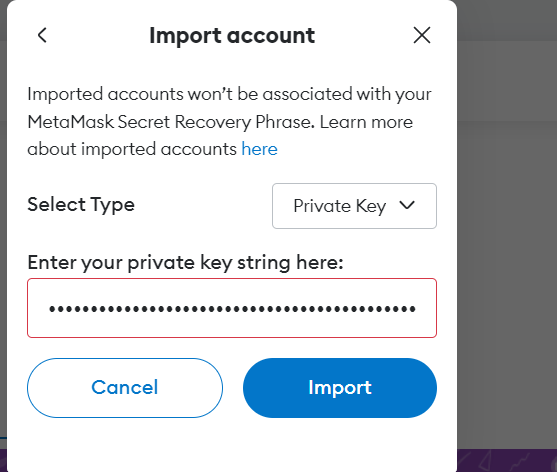 Import account
Imported accounts won't be associated with your
MetaMask Secret Recovery Phrase. Learn more
about imported accounts here
Select Type
Private Key
Enter your private key string here:
••••••••••••••••••••••••••••••••••••••••••••
Cancel
Import